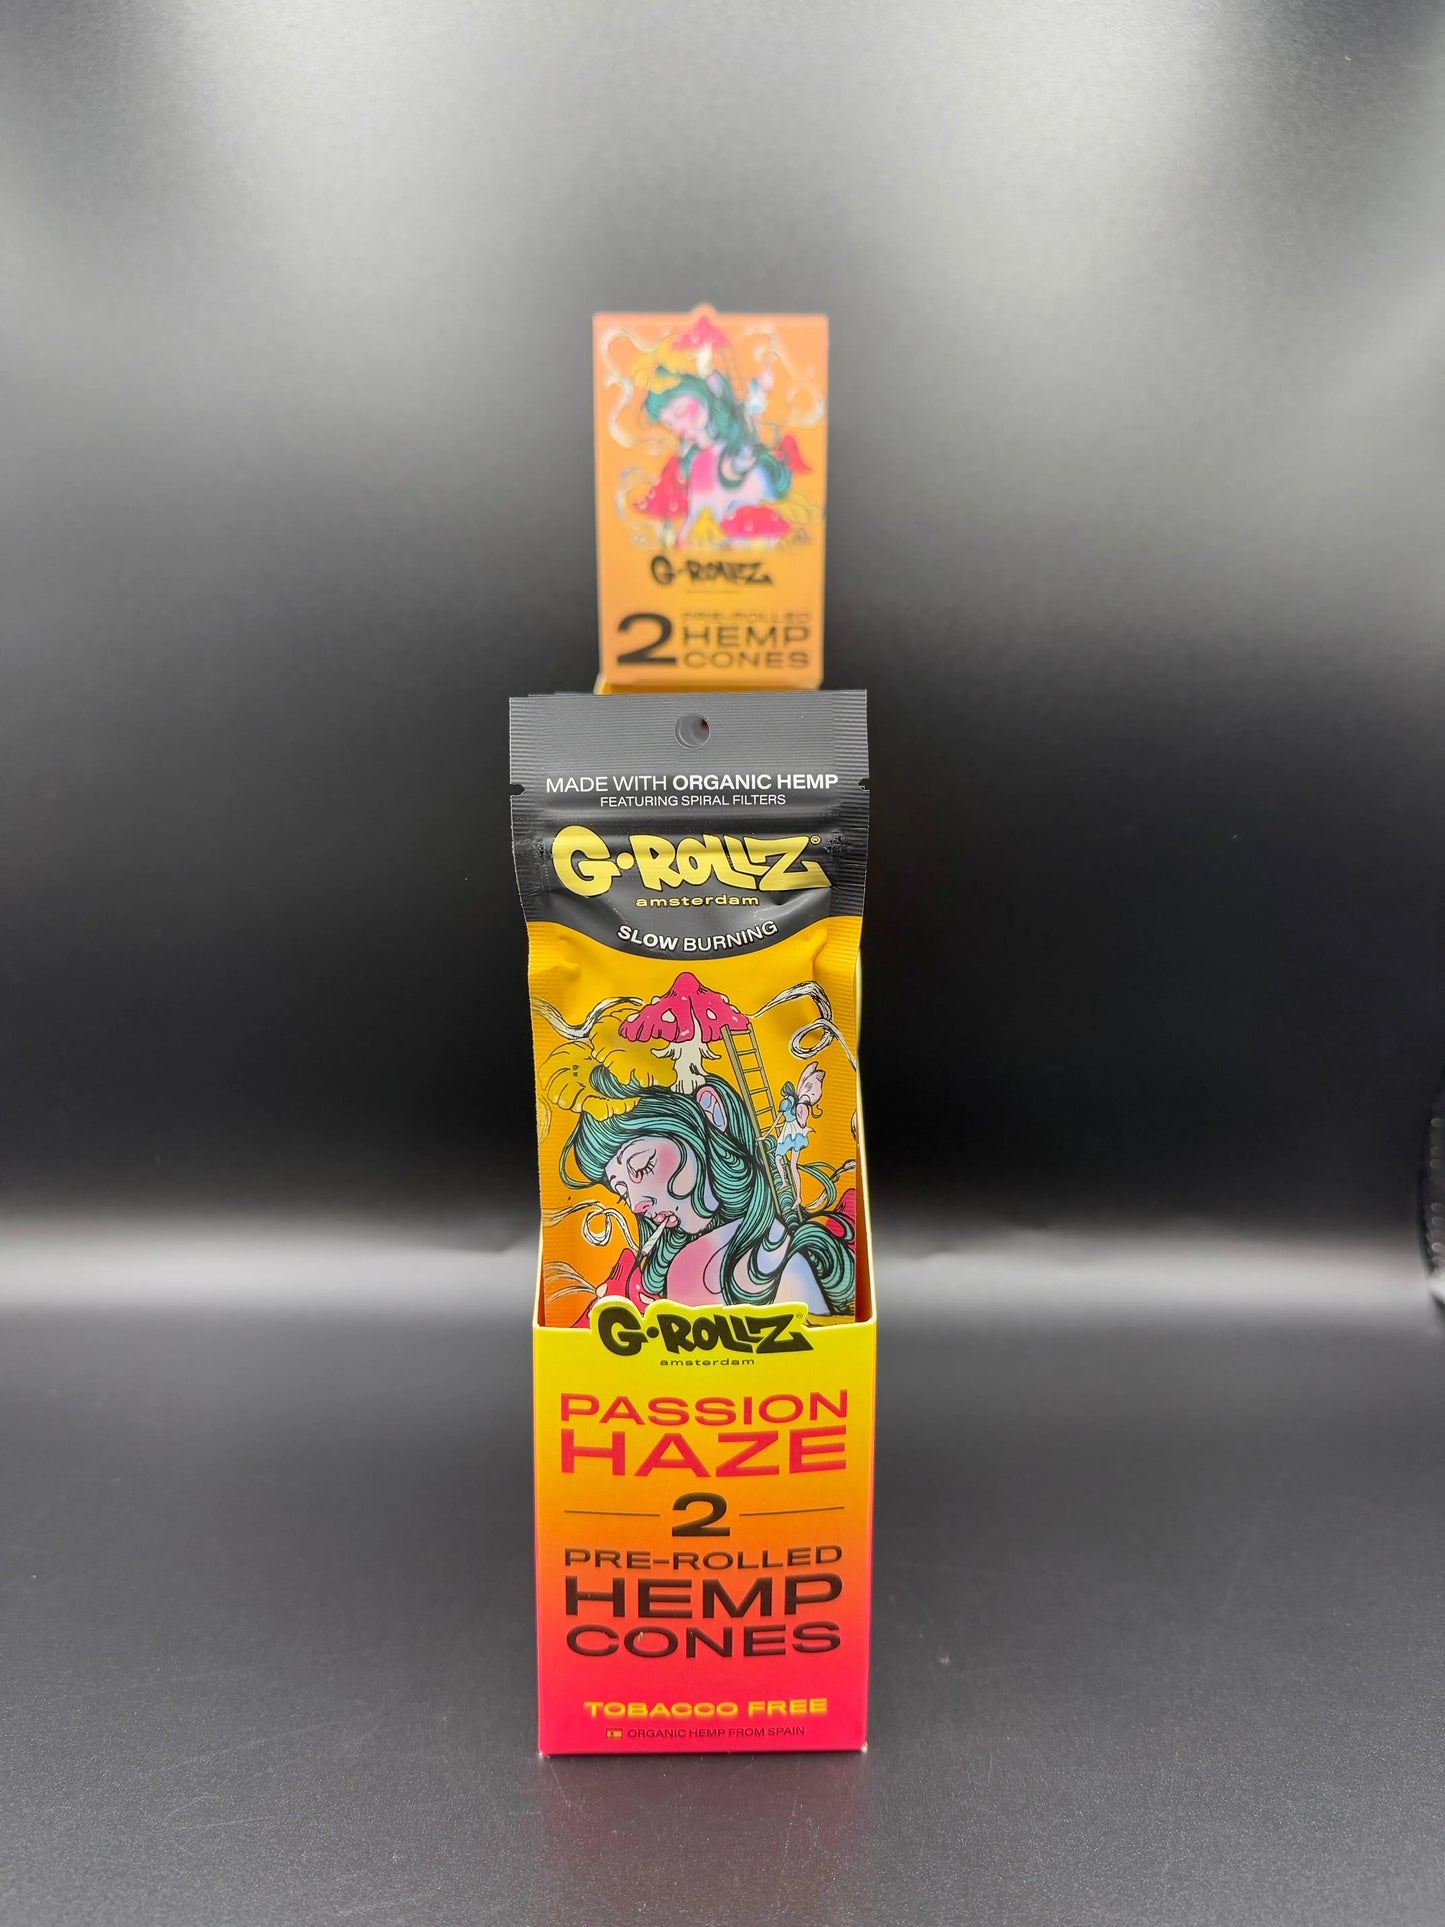 G·ROLLZ
2 PRE-ROLLED
HEMP
CONES
MADE WITH ORGANIC HEMP
FEATURING SPIRAL FILTERS
G·ROLLZ®
amsterdam
SLOW BURNING
G·ROLLZ®
amsterdam
PASSION
HAZE
2
PRE-ROLLED
HEMP
CONES
TOBACCO FREE
ORGANIC HEMP FROM SPAIN